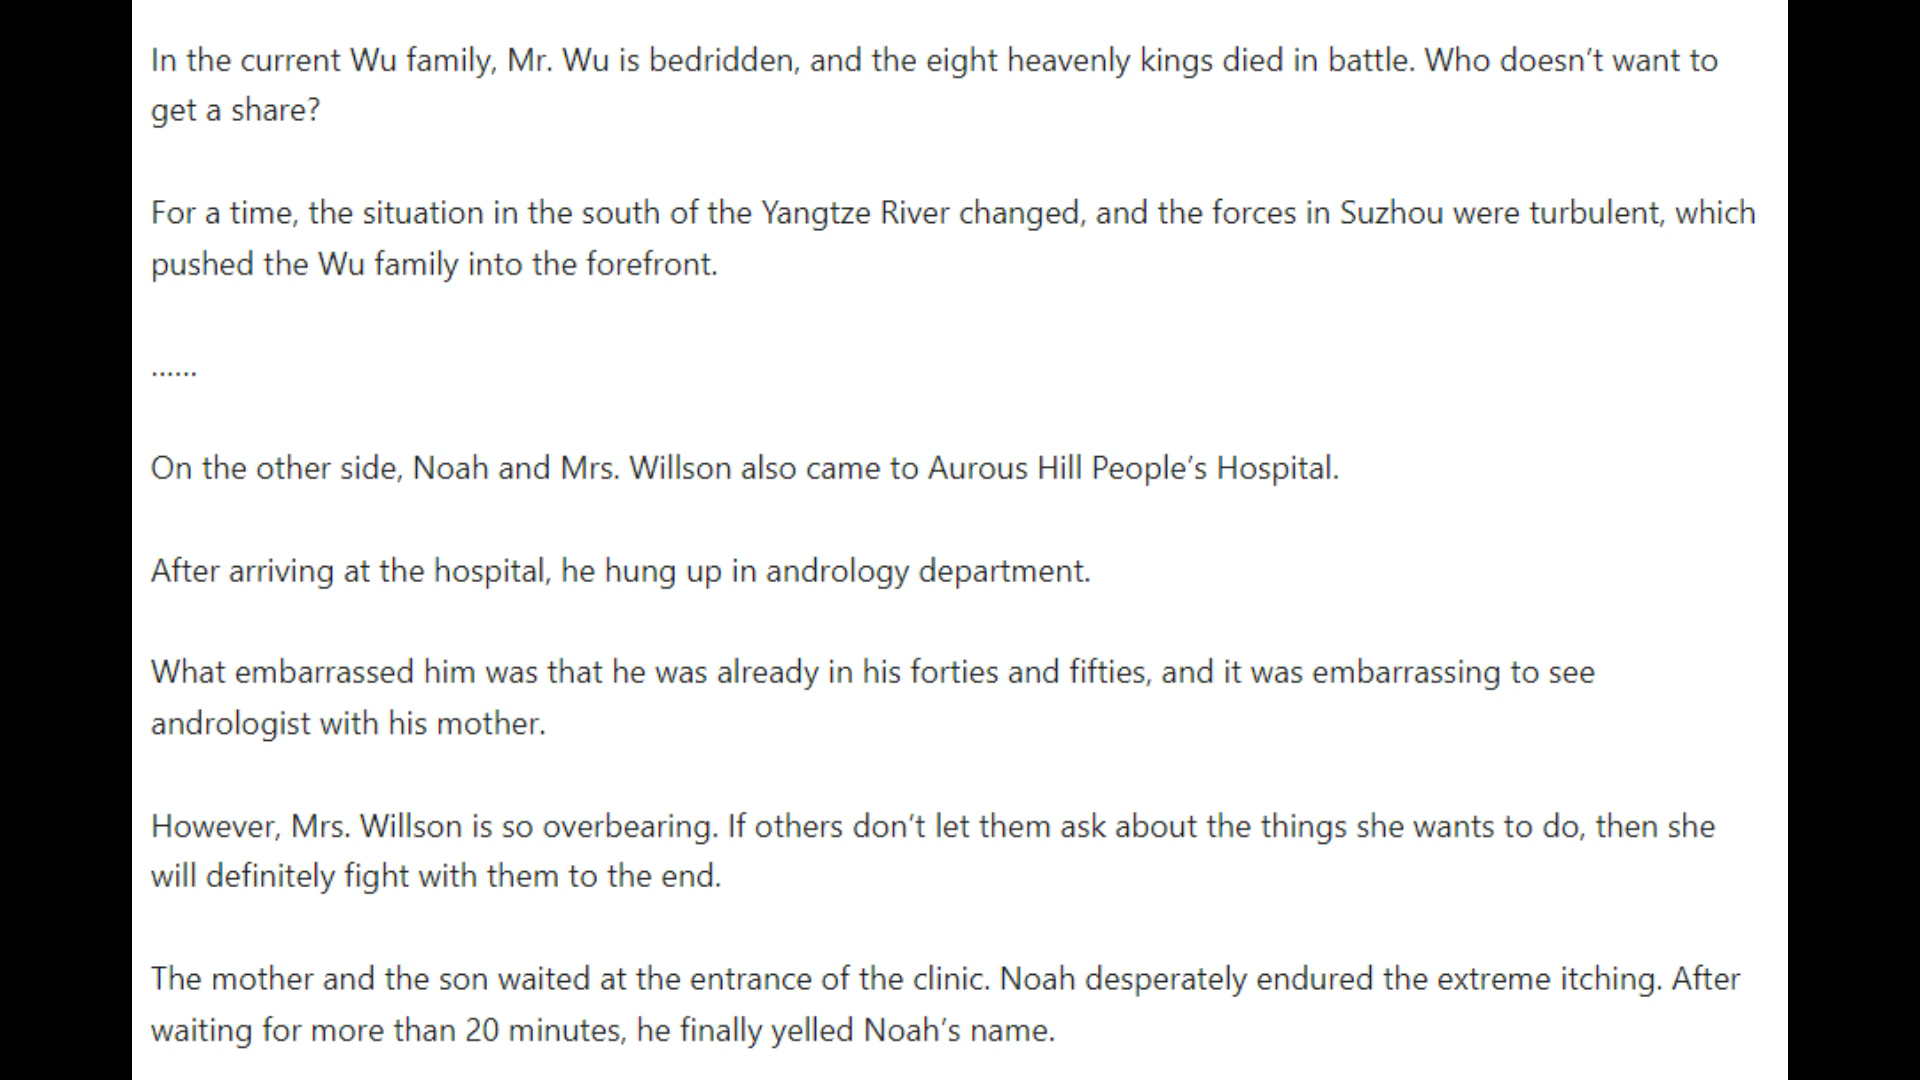 In the current Wu family, Mr. Wu is bedridden, and the eight heavenly kings died in battle. Who doesn’t want to
get a share?
For a time, the situation in the south of the Yangtze River changed, and the forces in Suzhou were turbulent, which
pushed the Wu family into the forefront.
......
On the other side, Noah and Mrs. Willson also came to Aurous Hill People’s Hospital.
After arriving at the hospital, he hung up in andrology department.
What embarrassed him was that he was already in his forties and fifties, and it was embarrassing to see
andrologist with his mother.
However, Mrs. Willson is so overbearing. If others don’t let them ask about the things she wants to do, then she
will definitely fight with them to the end.
The mother and the son waited at the entrance of the clinic. Noah desperately endured the extreme itching. After
waiting for more than 20 minutes, he finally yelled Noah’s name.